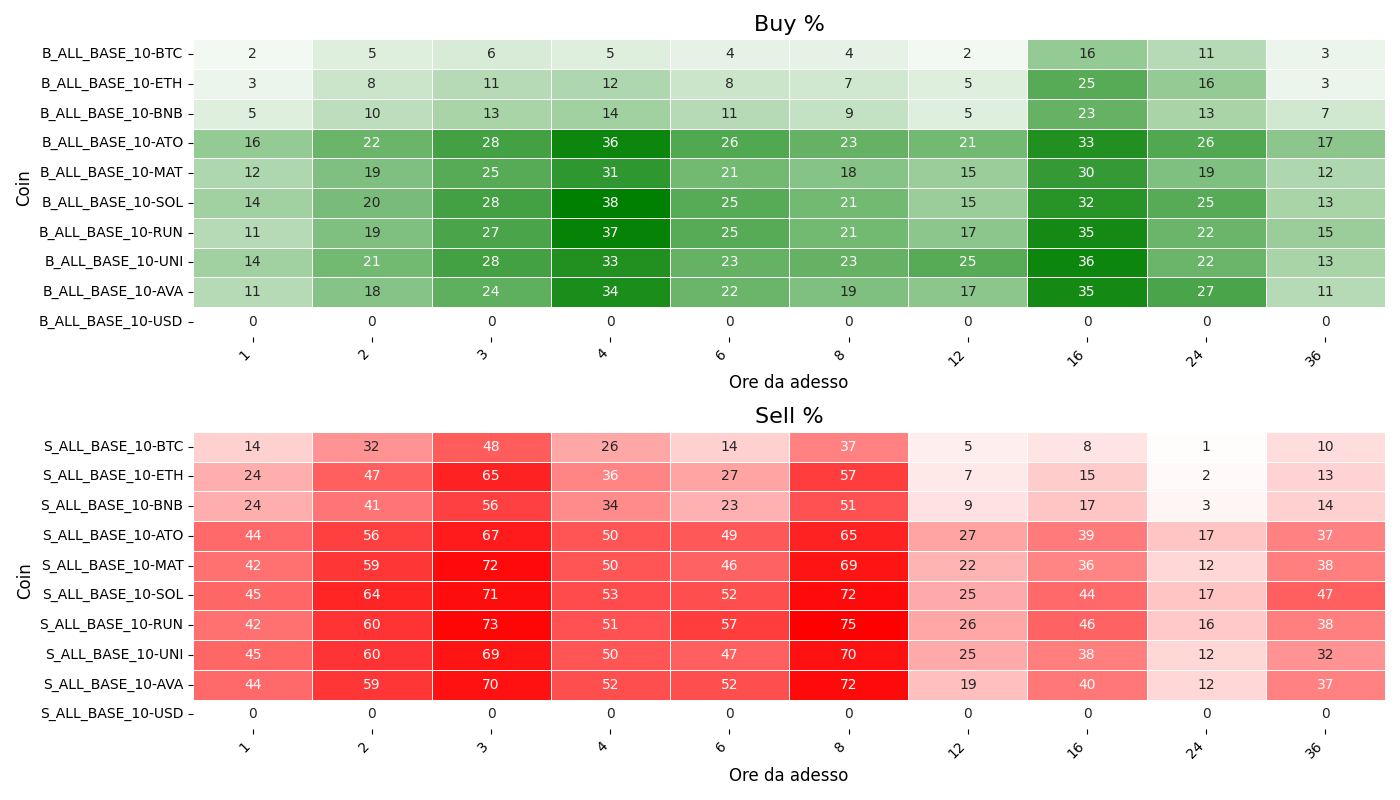 Buy %
Coin
B_ALL_BASE_10-BTC 2 5 6 5 4 4 2 16 11 3
B_ALL_BASE_10-ETH 3 8 11 12 8 7 5 25 16 3
B_ALL_BASE_10-BNB 5 10 13 14 11 9 5 23 13 7
B_ALL_BASE_10-ATO 16 22 28 36 26 23 21 33 26 17
B_ALL_BASE_10-MAT 12 19 25 31 21 18 15 30 19 12
B_ALL_BASE_10-SOL 14 20 28 38 25 21 15 32 25 13
B_ALL_BASE_10-RUN 11 19 27 37 25 21 17 35 22 15
B_ALL_BASE_10-UNI 14 21 28 33 23 23 25 36 22 13
B_ALL_BASE_10-AVA 11 18 24 34 22 19 17 35 27 11
B_ALL_BASE_10-USD 0 0 0 0 0 0 0 0 0 0
1 2 3 4 6 8 12 16 24 36
Ore da adesso
Sell %
Coin
S_ALL_BASE_10-BTC 14 32 48 26 14 37 5 8 1 10
S_ALL_BASE_10-ETH 24 47 65 36 27 57 7 15 2 13
S_ALL_BASE_10-BNB 24 41 56 34 23 51 9 17 3 14
S_ALL_BASE_10-ATO 44 56 67 50 49 65 27 39 17 37
S_ALL_BASE_10-MAT 42 59 72 50 46 69 22 36 12 38
S_ALL_BASE_10-SOL 45 64 71 53 52 72 25 44 17 47
S_ALL_BASE_10-RUN 42 60 73 51 57 75 26 46 16 38
S_ALL_BASE_10-UNI 45 60 69 50 47 70 25 38 12 32
S_ALL_BASE_10-AVA 44 59 70 52 52 72 19 40 12 37
S_ALL_BASE_10-USD 0 0 0 0 0 0 0 0 0 0
1 2 3 4 6 8 12 16 24 36
Ore da adesso